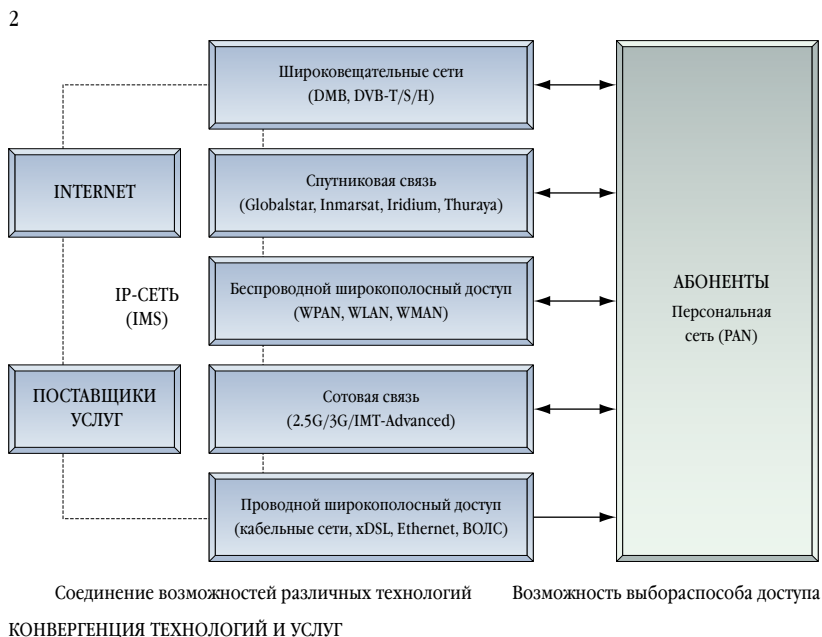 2
Широковещательные сети
(DMB, DVB-T/S/H)
INTERNET
Спутниковая связь
(Globalstar, Inmarsat, Iridium, Thuraya)
IP-СЕТЬ
(IMS)
Беспроводной широкополосный доступ
(WPAN, WLAN, WMAN)
АБОНЕНТЫ
Персональная
сеть (PAN)
ПОСТАВЩИКИ
УСЛУГ
Сотовая связь
(2.5G/3G/IMT-Advanced)
Проводной широкополосный доступ
(кабельные сети, xDSL, Ethernet, ВОЛС)
Соединение возможностей различных технологий
Возможность выбораспособа доступа
КОНВЕРГЕНЦИЯ ТЕХНОЛОГИЙ И УСЛУГ